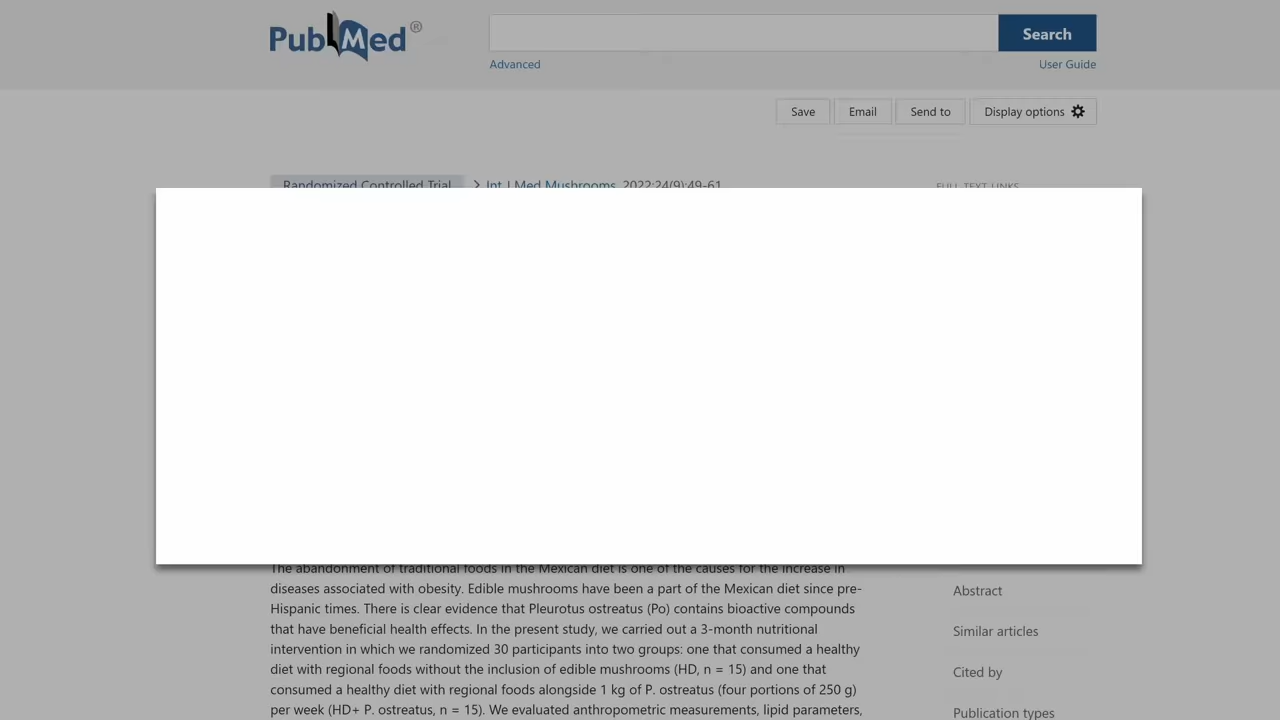 PubMed®
Search
Advanced
User Guide
Save
Email
Send to
Display options
Randomized Controlled Trial
Int J Med Mushrooms. 2022;24(9):49-61.
FULL TEXT LINKS
The abandonment of traditional foods in the Mexican diet is one of the causes for the increase in
diseases associated with obesity. Edible mushrooms have been a part of the Mexican diet since pre-
Hispanic times. There is clear evidence that Pleurotus ostreatus (Po) contains bioactive compounds
that have beneficial health effects. In the present study, we carried out a 3-month nutritional
intervention in which we randomized 30 participants into two groups: one that consumed a healthy
diet with regional foods without the inclusion of edible mushrooms (HD, n = 15) and one that
consumed a healthy diet with regional foods alongside 1 kg of P. ostreatus (four portions of 250 g)
per week (HD+ P. ostreatus, n = 15). We evaluated anthropometric measurements, lipid parameters,
Abstract
Similar articles
Cited by
Publication types